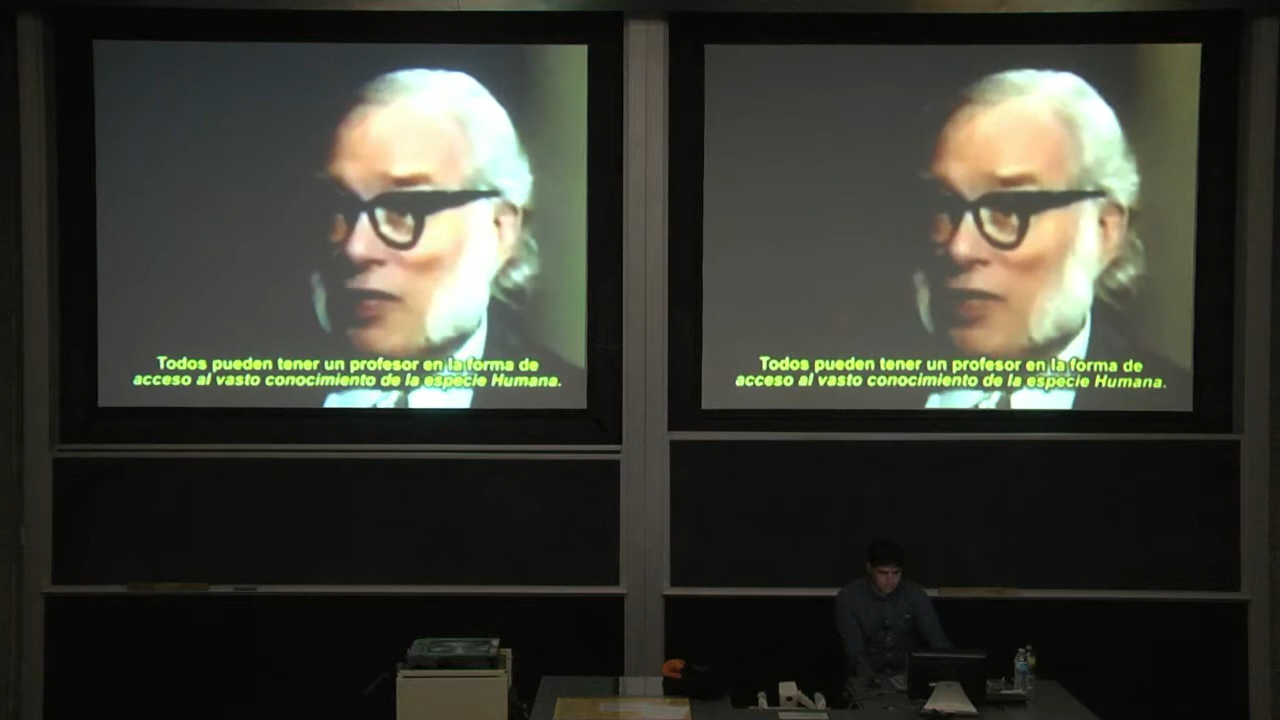 Todos pueden tener un profesor en la forma de
acceso al vasto conocimiento de la especie Humana.
Todos pueden tener un profesor en la forma de
acceso al vasto conocimiento de la especie Humana.